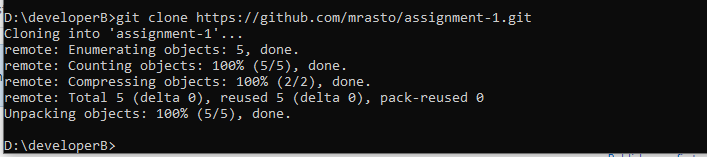 D:\developerB>git clone https://github.com/mrasto/assignment-1.git
Cloning into 'assignment-1'...
remote: Enumerating objects: 5, done.
remote: Counting objects: 100% (5/5), done.
remote: Compressing objects: 100% (2/2), done.
remote: Total 5 (delta 0), reused 5 (delta 0), pack-reused 0
Unpacking objects: 100% (5/5), done.
D:\developerB>